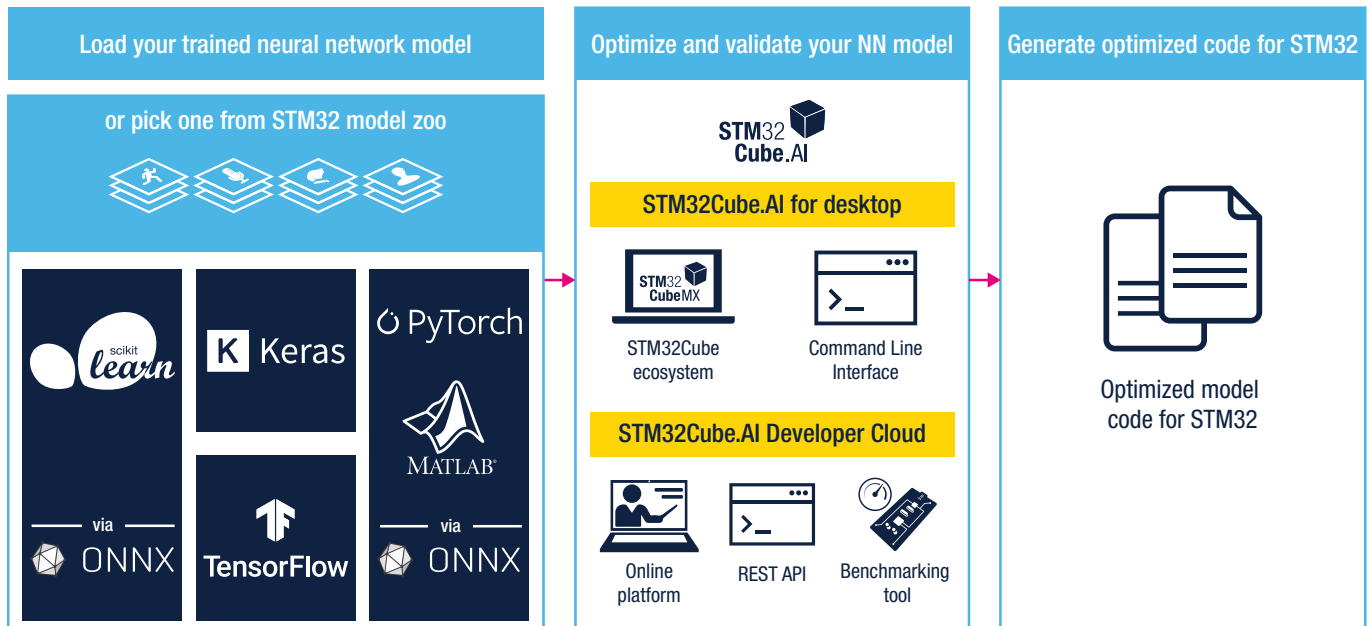 Load your trained neural network model
or pick one from STM32 model zoo
scikit
learn
via
ONNX
K Keras
TensorFlow
PyTorch
MATLAB®
via
ONNX
Optimize and validate your NN model
STM32
Cube.AI
STM32Cube.AI for desktop
STM32
CubeMX
STM32Cube
ecosystem
>_
Command Line
Interface
STM32Cube.AI Developer Cloud
Online
platform
>_
REST API
Benchmarking
tool
Generate optimized code for STM32
Optimized model
code for STM32